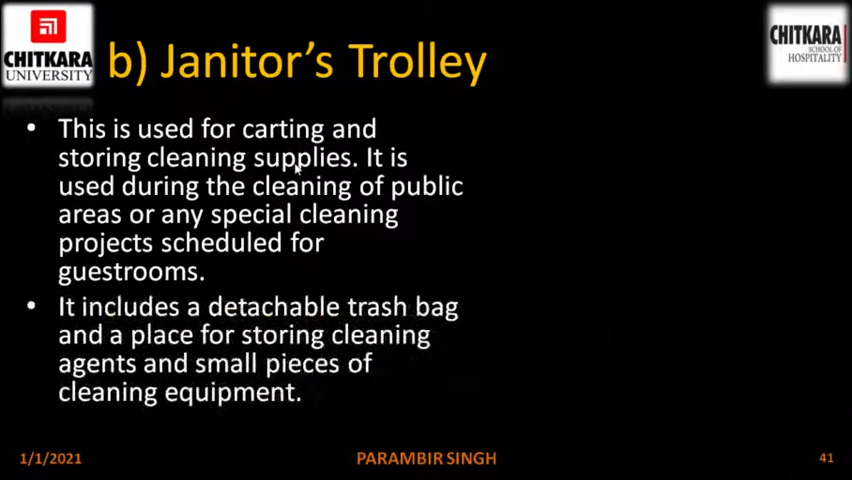 CHITKARA
UNIVERSITY
b) Janitor's Trolley
CHITKARA
SCHOOL OF
HOSPITALITY
• This is used for carting and
storing cleaning supplies. It is
used during the cleaning of public
areas or any special cleaning
projects scheduled for
guestrooms.
• It includes a detachable trash bag
and a place for storing cleaning
agents and small pieces of
cleaning equipment.
1/1/2021
PARAMBIR SINGH
41